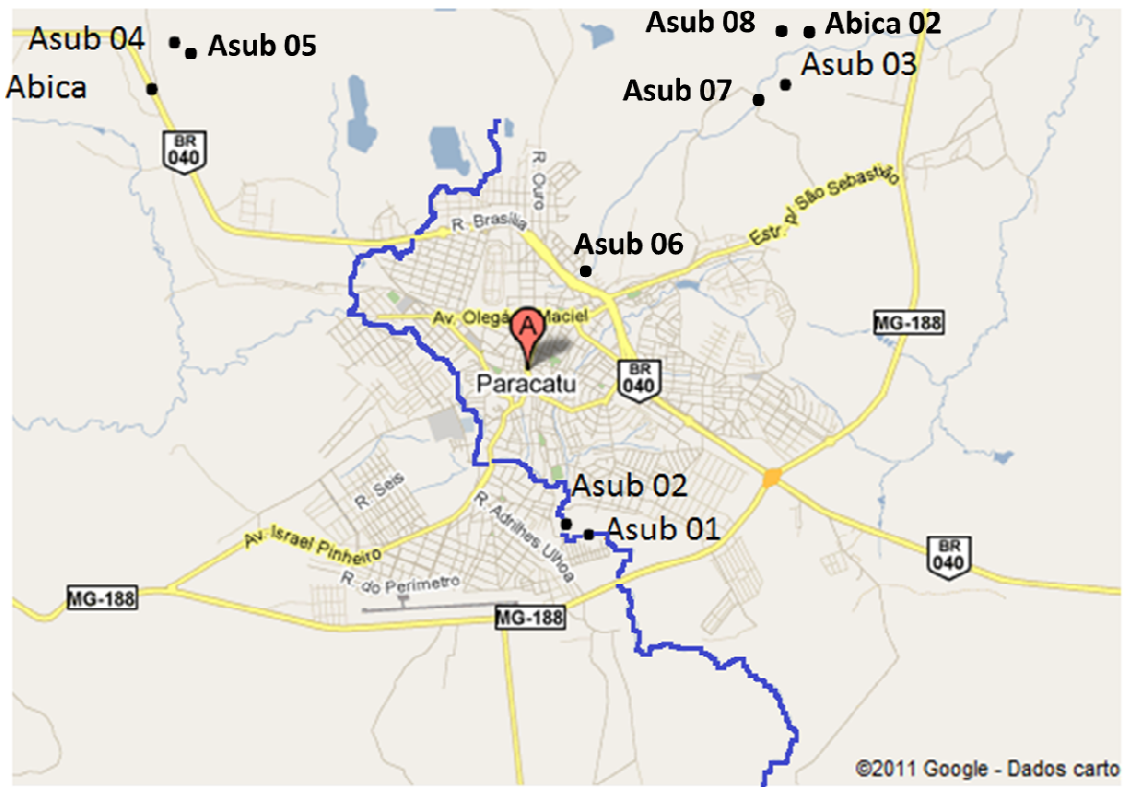 Asub 08
Abica 02
Asub 04
Asub 05
Asub 03
Abica
Asub 07
BR
040
R. Ouro
Estr. p/ São Sebastião
R. Brasília
Asub 06
Av. Olegá
Maciel
A
MG-188
Paracatu
BR
040
Asub 02
R. Seis
Asub 01
R. Adrilhes Ulhoa
Av. Israel Pinheiro
BR
040
R. do Perímetro
MG-188
MG-188
©2011 Google - Dados carto